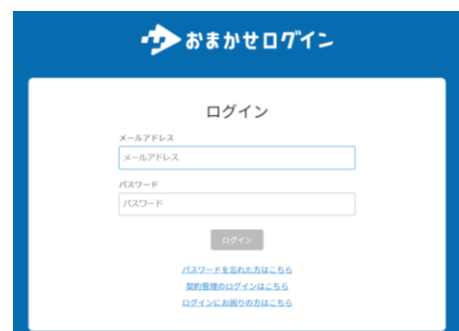 おまかせログイン
ログイン
メールアドレス
メールアドレス
パスワード
パスワード
ログイン
パスワードを忘れた方はこちら
契約管理のログインはこちら
ログインにお困りの方はこちら